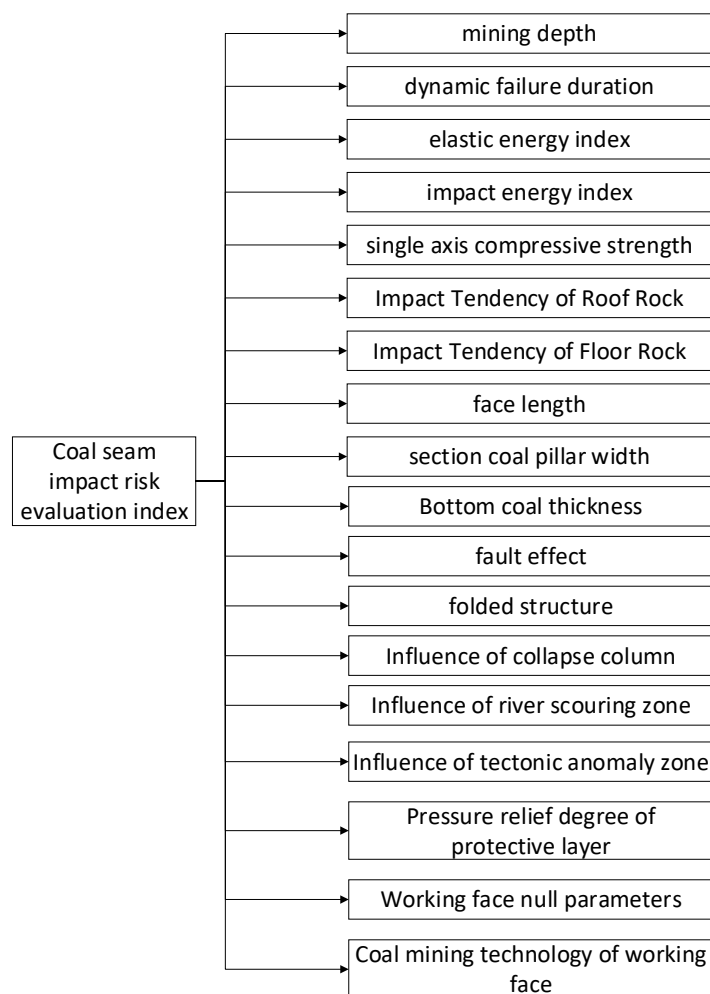 mining depth
dynamic failure duration
elastic energy index
impact energy index
single axis compressive strength
Impact Tendency of Roof Rock
Impact Tendency of Floor Rock
face length
Coal seam
impact risk
evaluation index
section coal pillar width
Bottom coal thickness
fault effect
folded structure
Influence of collapse column
Influence of river scouring zone
Influence of tectonic anomaly zone
Pressure relief degree of
protective layer
Working face null parameters
Coal mining technology of working
face